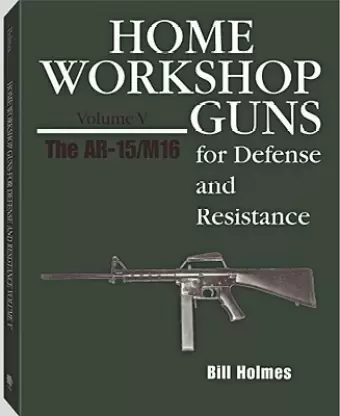 HOME
WORKSHOP
GUNS
Volume V
The AR-15/M16
for Defense
and
Resistance
Bill Holmes
Holmes
HOME WORKSHOP GUNS FOR DEFENSE AND RESISTANCE VOLUME V